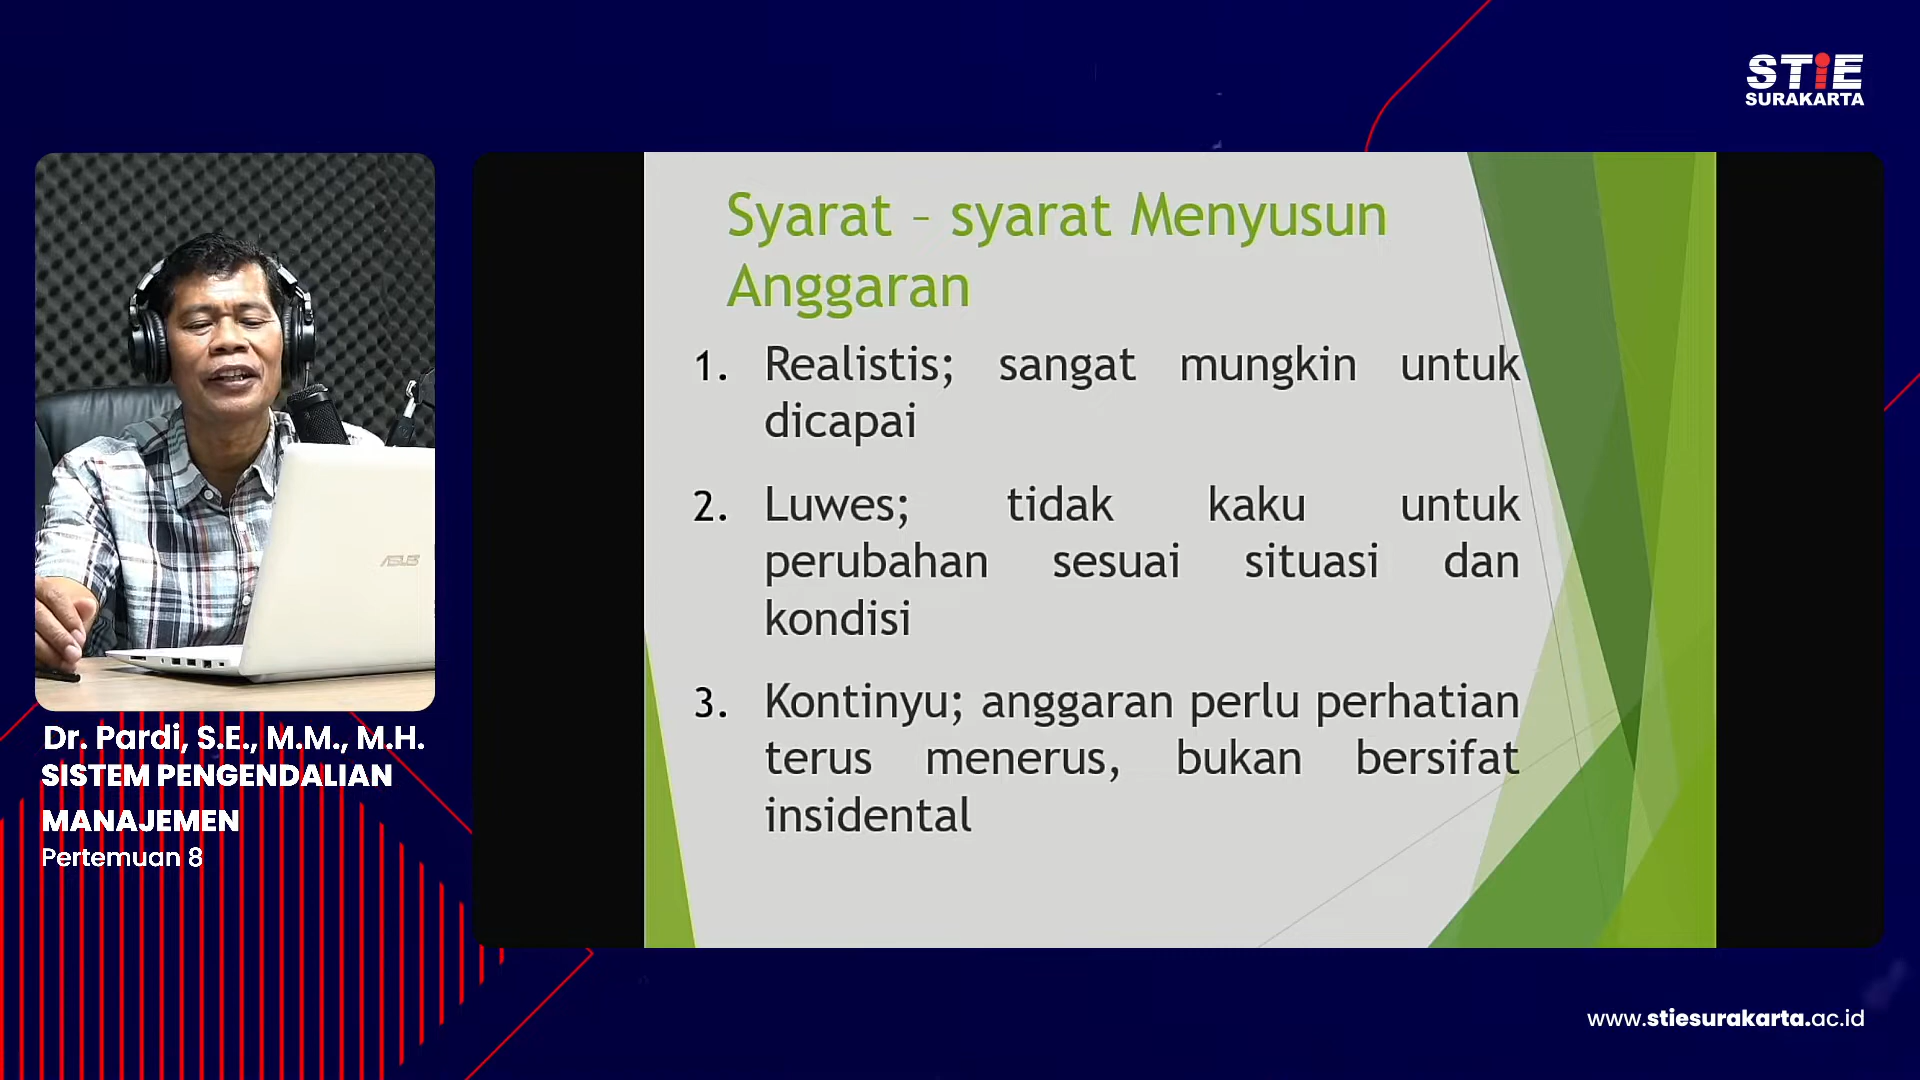 STiE
SURAKARTA
Syarat – syarat Menyusun
Anggaran
1. Realistis; sangat mungkin untuk
dicapai
2. Luwes; tidak kaku untuk
perubahan sesuai situasi dan
kondisi
3. Kontinyu; anggaran perlu perhatian
terus menerus, bukan bersifat
insidental
ASUS
Dr. Pardi, S.E., M.M., M.H.
SISTEM PENGENDALIAN
MANAJEMEN
Pertemuan 8
www.stiesurakarta.ac.id